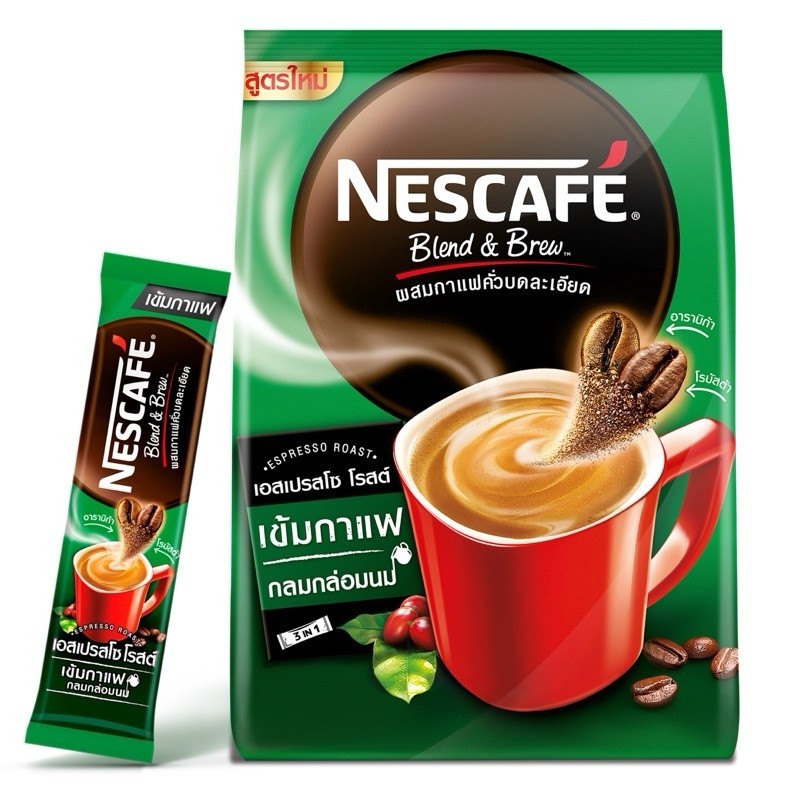 สูตรใหม่
NESCAFÉ®
Blend & Brew™
ผสมกาแฟคั่วบดละเอียด
อาราบิก้า
โรบัสต้า
•ESPRESSO ROAST•
เอสเปรสโซ โรสต์
เข้มกาแฟ
กลมกล่อมนม
3 IN 1
เข้มกาแฟ
NESCAFÉ®
Blend & Brew™
ผสมกาแฟคั่วบดละเอียด
อาราบิก้า
โรบัสต้า
•ESPRESSO ROAST•
เอสเปรสโซ โรสต์
เข้มกาแฟ
กลมกล่อมนม